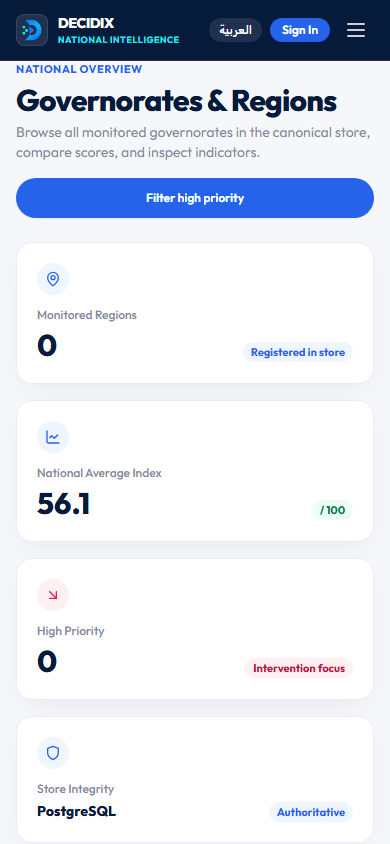 DECIDIX
NATIONAL INTELLIGENCE
العربية
Sign In
NATIONAL OVERVIEW
Governorates & Regions
Browse all monitored governorates in the canonical store,
compare scores, and inspect indicators.
Filter high priority
Monitored Regions
0
Registered in store
National Average Index
56.1
/ 100
High Priority
0
Intervention focus
Store Integrity
PostgreSQL
Authoritative